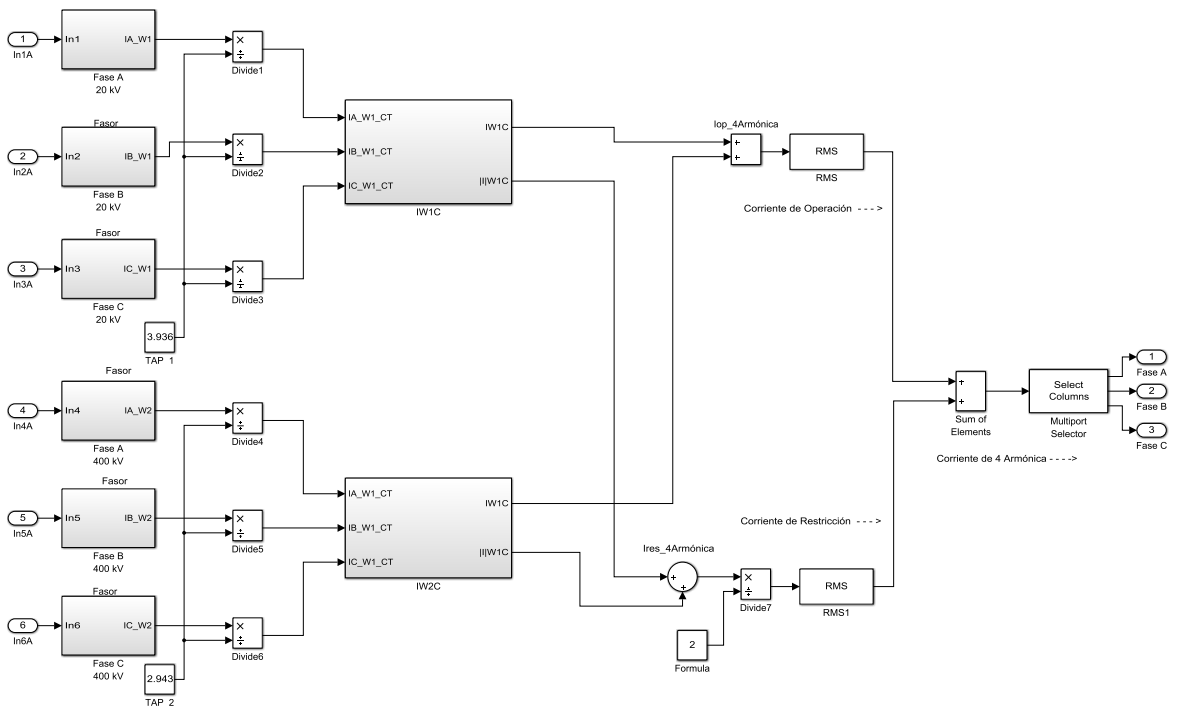 1
In1A
In1
IA_W1
Fase A
20 kV
×
÷
Divide1
Fasor
2
In2A
In2
IB_W1
Fase B
20 kV
×
÷
Divide2
Fasor
3
In3A
In3
IC_W1
Fase C
20 kV
×
÷
Divide3
3.936
TAP_1
IA_W1_CT
IB_W1_CT
IC_W1_CT
IW1C
|I|W1C
IW1C
Iop_4Armónica
+
+
RMS
RMS
Corriente de Operación - - - >
Fasor
4
In4A
In4
IA_W2
Fase A
400 kV
×
÷
Divide4
Fasor
5
In5A
In5
IB_W2
Fase B
400 kV
×
÷
Divide5
Fasor
6
In6A
In6
IC_W2
Fase C
400 kV
×
÷
Divide6
2.943
TAP_2
IA_W1_CT
IB_W1_CT
IC_W1_CT
IW1C
|I|W1C
IW2C
Corriente de Restricción - - - >
Ires_4Armónica
+
+
×
÷
Divide7
2
Formula
RMS
RMS1
+
+
Sum of
Elements
Select
Columns
Multiport
Selector
Corriente de 4 Armónica - - - ->
1
Fase A
2
Fase B
3
Fase C